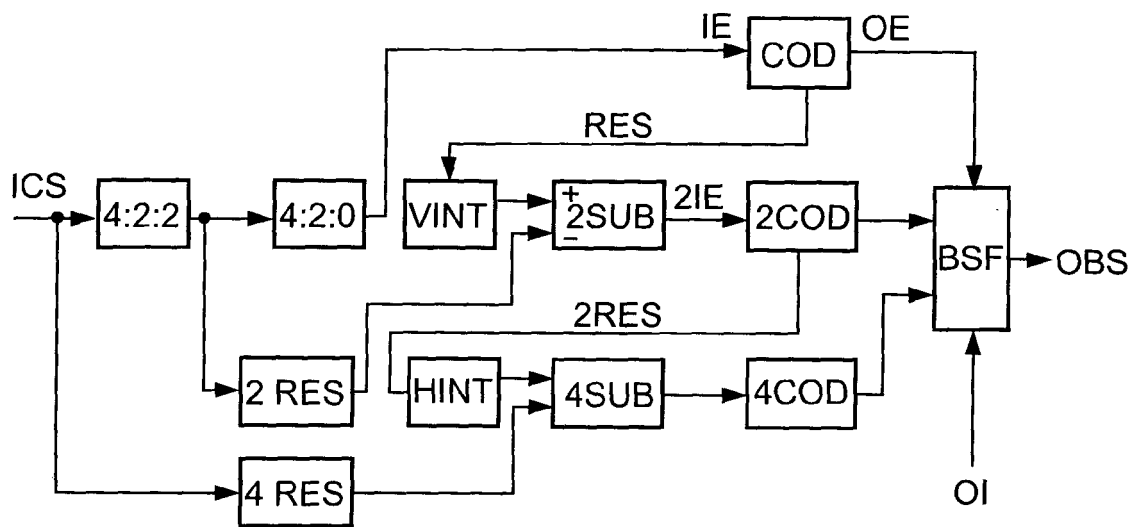 IE
COD
OE
RES
ICS
4:2:2
4:2:0
VINT
+
2SUB
−
2IE
2COD
BSF
OBS
2RES
2 RES
HINT
4SUB
4COD
4 RES
OI